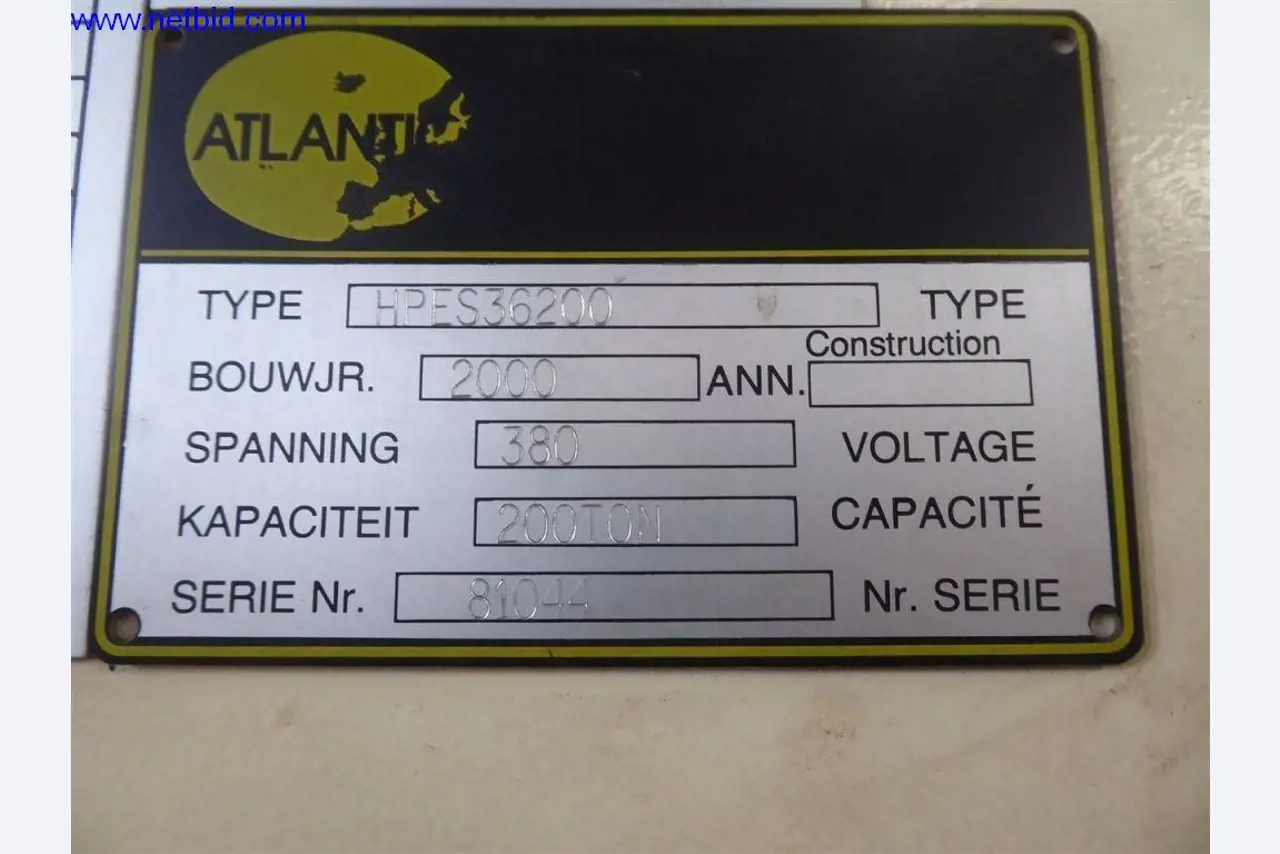 www.netbid.com
ATLANTIC
TYPE HPES36200 TYPE
Construction
BOUWJR. 2000 ANN.
SPANNING 380 VOLTAGE
KAPACITEIT 200TON CAPACITÉ
SERIE Nr. 81044 Nr. SERIE